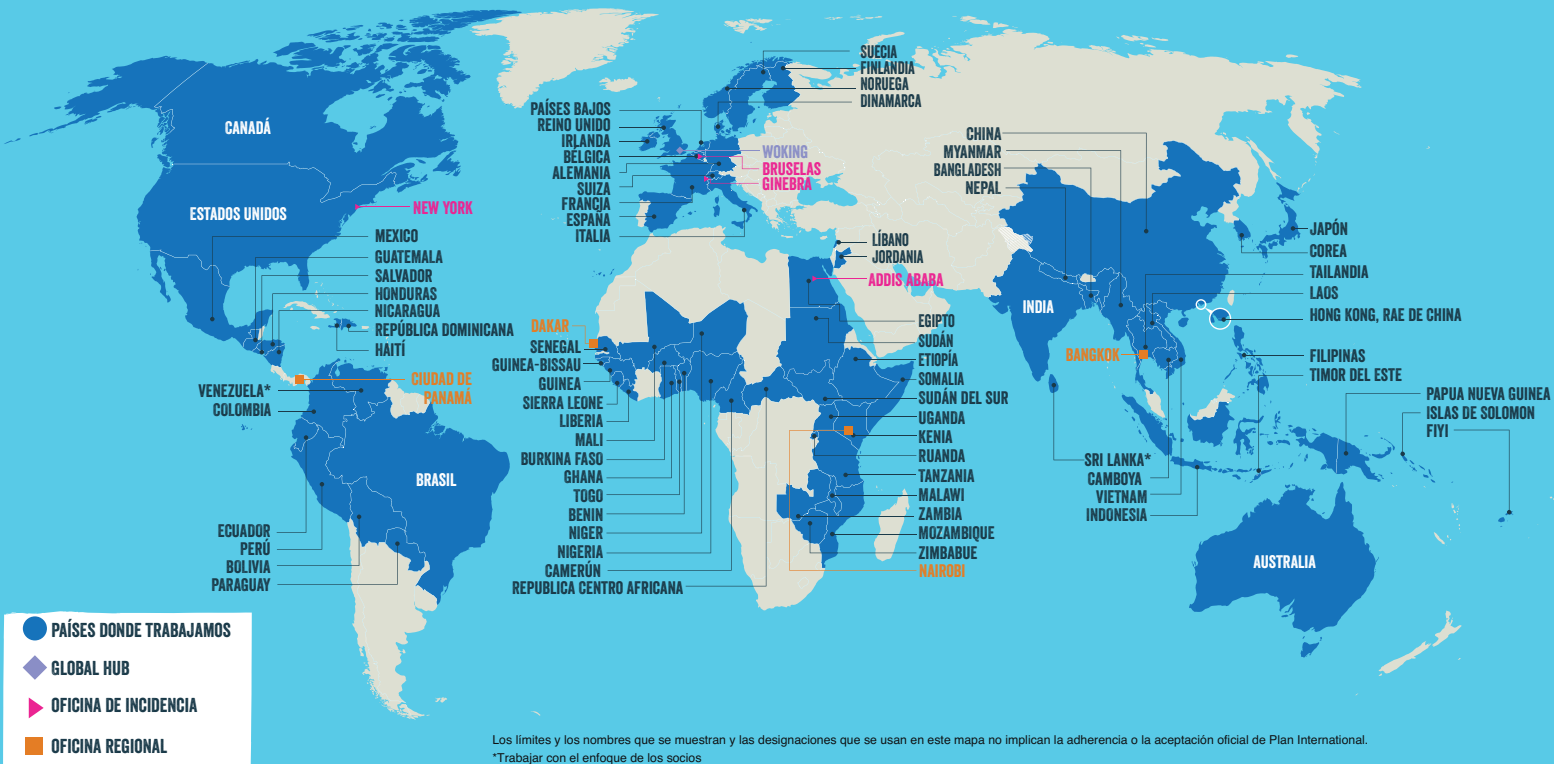 CANADÁ
ESTADOS UNIDOS
NEW YORK
MEXICO
GUATEMALA
SALVADOR
HONDURAS
NICARAGUA
REPÚBLICA DOMINICANA
HAITÍ
CIUDAD DE
PANAMÁ
VENEZUELA*
COLOMBIA
BRASIL
ECUADOR
PERÚ
BOLIVIA
PARAGUAY
SUECIA
FINLANDIA
NORUEGA
DINAMARCA
PAÍSES BAJOS
REINO UNIDO
IRLANDA
BÉLGICA
ALEMANIA
SUIZA
FRANCIA
ESPAÑA
ITALIA
WOKING
BRUSELAS
GINEBRA
LÍBANO
JORDANIA
ADDIS ABABA
DAKAR
SENEGAL
GUINEA-BISSAU
GUINEA
SIERRA LEONE
LIBERIA
MALI
BURKINA FASO
GHANA
TOGO
BENIN
NIGER
NIGERIA
CAMERÚN
REPUBLICA CENTRO AFRICANA
EGIPTO
SUDÁN
ETIOPÍA
SOMALIA
SUDÁN DEL SUR
UGANDA
KENIA
RUANDA
TANZANIA
MALAWI
ZAMBIA
MOZAMBIQUE
ZIMBABUE
NAIROBI
CHINA
MYANMAR
BANGLADESH
NEPAL
INDIA
BANGKOK
JAPÓN
COREA
TAILANDIA
LAOS
HONG KONG, RAE DE CHINA
FILIPINAS
TIMOR DEL ESTE
PAPUA NUEVA GUINEA
ISLAS DE SOLOMON
FIYI
SRI LANKA*
CAMBOYA
VIETNAM
INDONESIA
AUSTRALIA
PAÍSES DONDE TRABAJAMOS
GLOBAL HUB
OFICINA DE INCIDENCIA
OFICINA REGIONAL
Los límites y los nombres que se muestran y las designaciones que se usan en este mapa no implican la adherencia o la aceptación oficial de Plan International.
*Trabajar con el enfoque de los socios